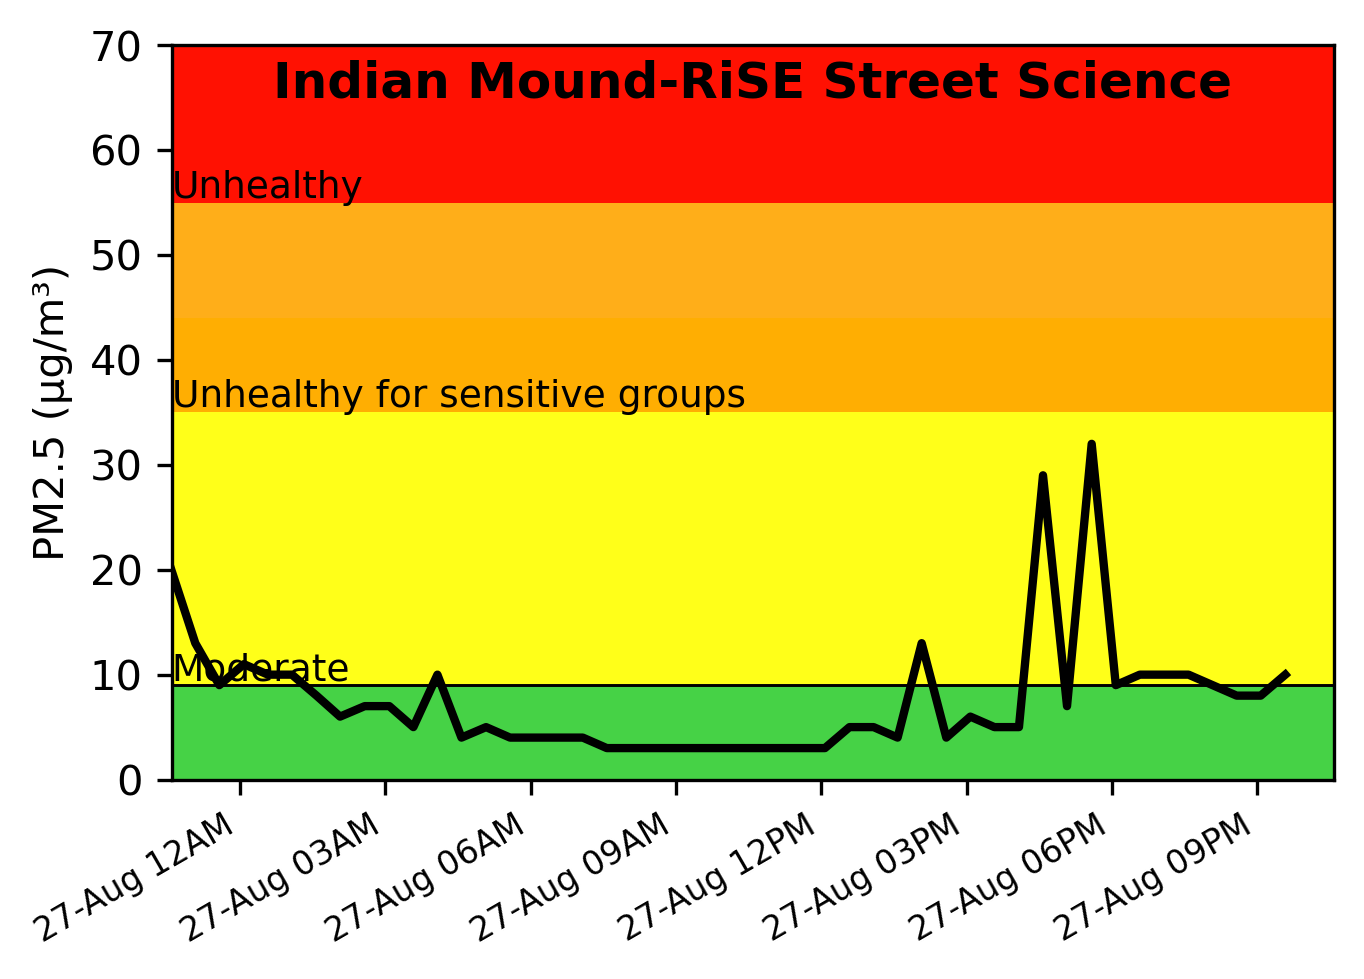 Indian Mound-RiSE Street Science
70
60
50
40
30
20
10
0
PM2.5 (µg/m³)
Unhealthy
Unhealthy for sensitive groups
Moderate
27-Aug 12AM
27-Aug 03AM
27-Aug 06AM
27-Aug 09AM
27-Aug 12PM
27-Aug 03PM
27-Aug 06PM
27-Aug 09PM